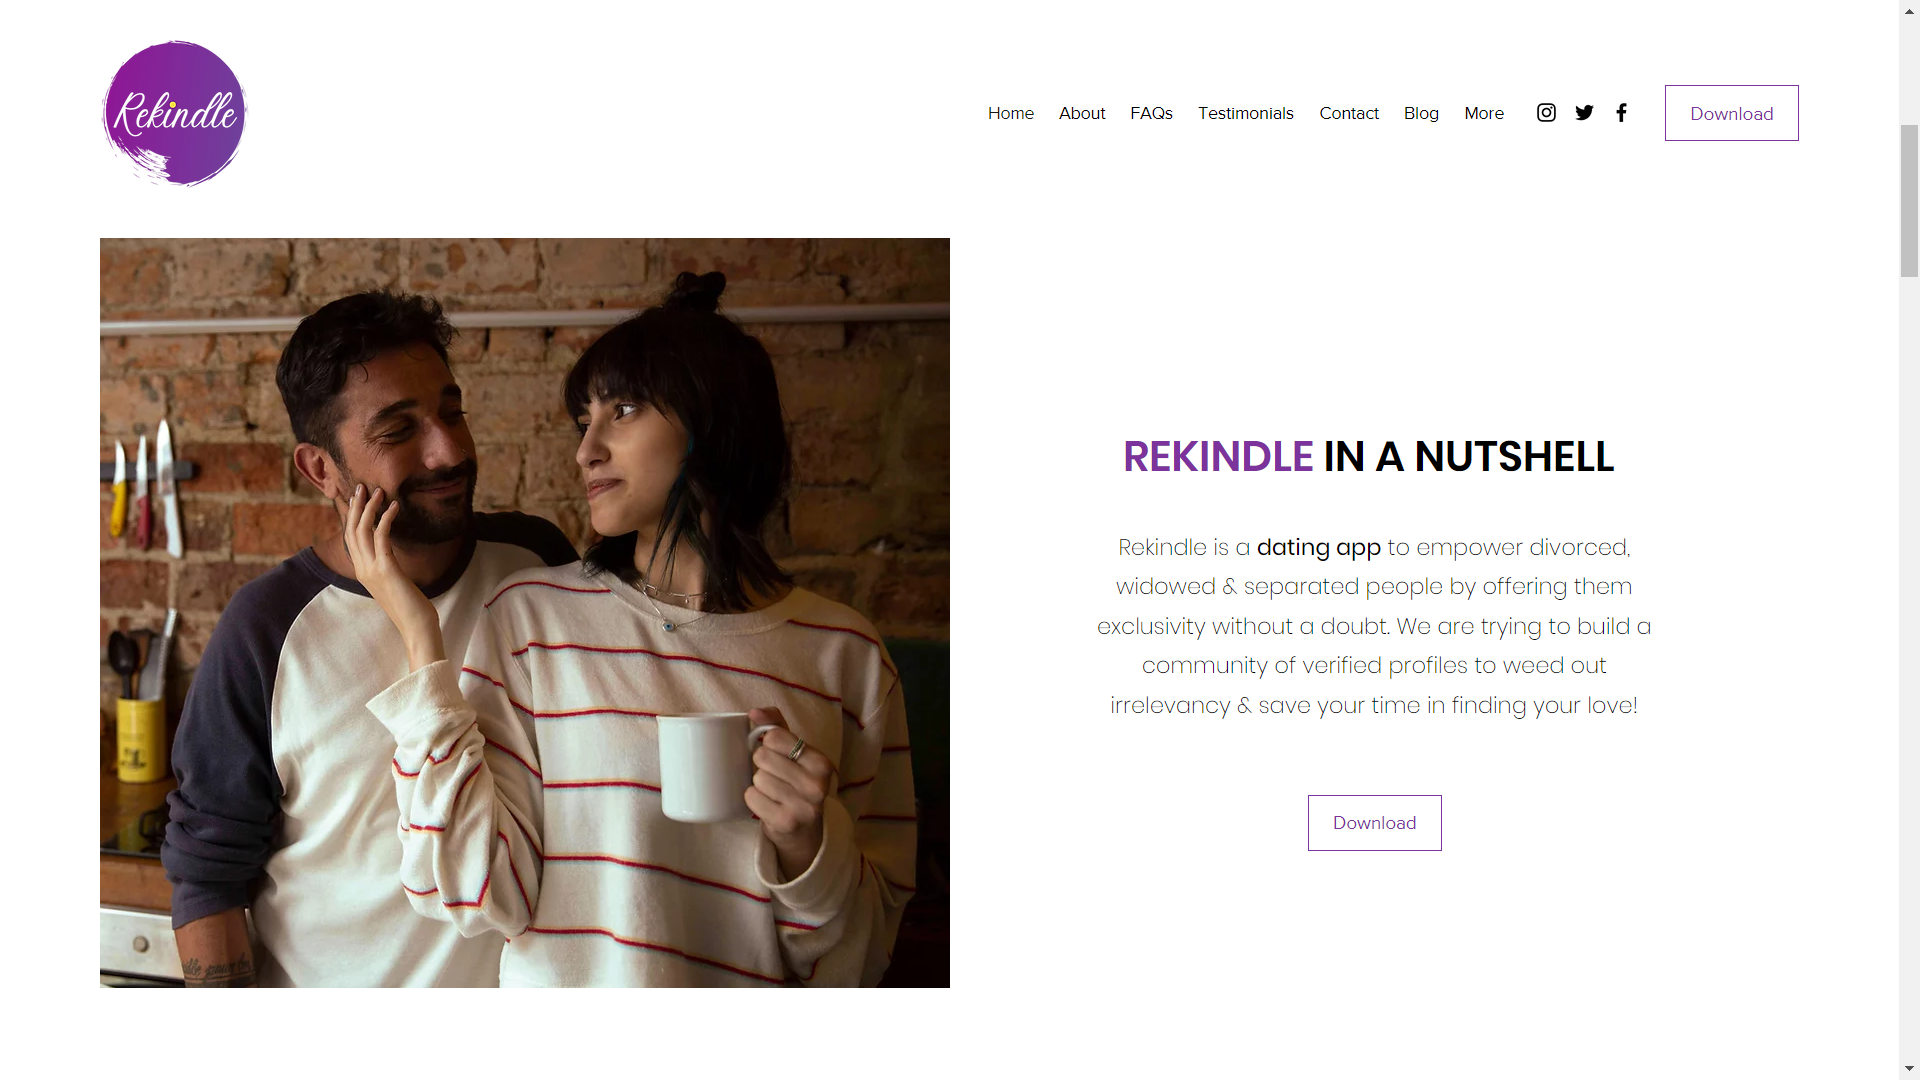 Rekindle
Home About FAQs Testimonials Contact Blog More Download
REKINDLE IN A NUTSHELL
Rekindle is a dating app to empower divorced,
widowed & separated people by offering them
exclusivity without a doubt. We are trying to build a
community of verified profiles to weed out
irrelevancy & save your time in finding your love!
Download